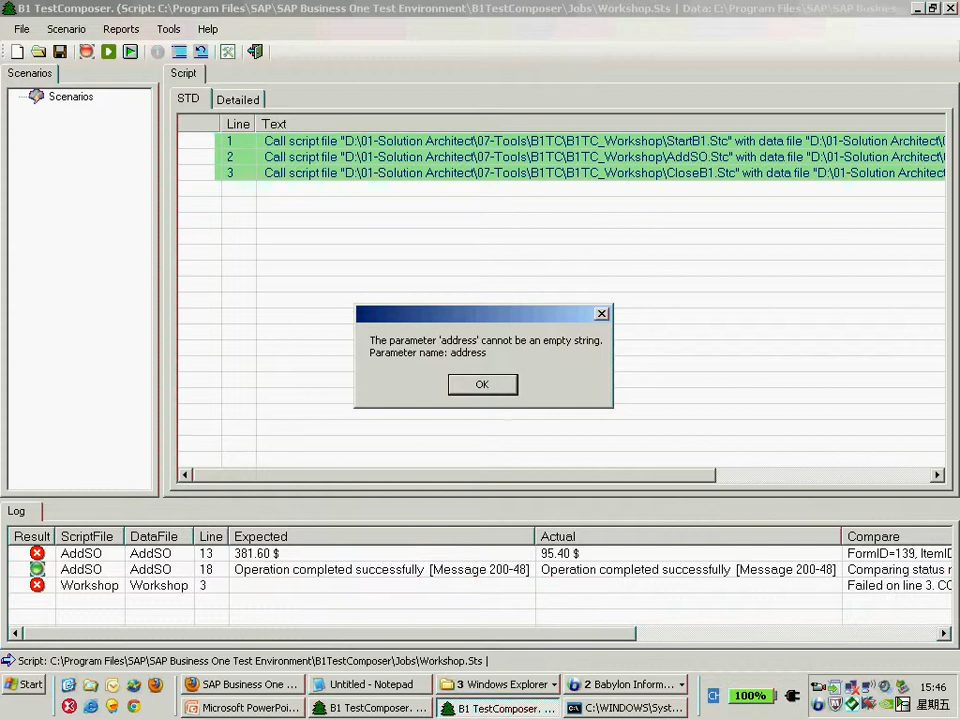 B1 TestComposer. (Script: C:\Program Files\SAP\SAP Business One Test Environment\B1TestComposer\Jobs\Workshop.Sts | Data: C:\Program Files\SAP\SAP Business
File Scenario Reports Tools Help
Scenarios
Script
Scenarios
STD Detailed
Line Text
1 Call script file "D:\01-Solution Architect\07-Tools\B1TC\B1TC_Workshop\StartB1.Stc" with data file "D:\01-Solution Architect\
2 Call script file "D:\01-Solution Architect\07-Tools\B1TC\B1TC_Workshop\AddSO.Stc" with data file "D:\01-Solution Architect\
3 Call script file "D:\01-Solution Architect\07-Tools\B1TC\B1TC_Workshop\CloseB1.Stc" with data file "D:\01-Solution Architect
The parameter 'address' cannot be an empty string.
Parameter name: address
OK
Log
Result ScriptFile DataFile Line Expected Actual Compare
AddSO AddSO 13 381.60 $ 95.40 $ FormID=139, ItemID
AddSO AddSO 18 Operation completed successfully [Message 200-48] Operation completed successfully [Message 200-48] Comparing status
Workshop Workshop 3 Failed on line 3.
Script: C:\Program Files\SAP\SAP Business One Test Environment\B1TestComposer\Jobs\Workshop.Sts |
Start SAP Business One ... Untitled - Notepad 3 Windows Explorer 2 Babylon Inform... 100% 15:46
Microsoft PowerPoi... B1 TestComposer. ... B1 TestComposer. ... C:\WINDOWS\Syst... 星期五